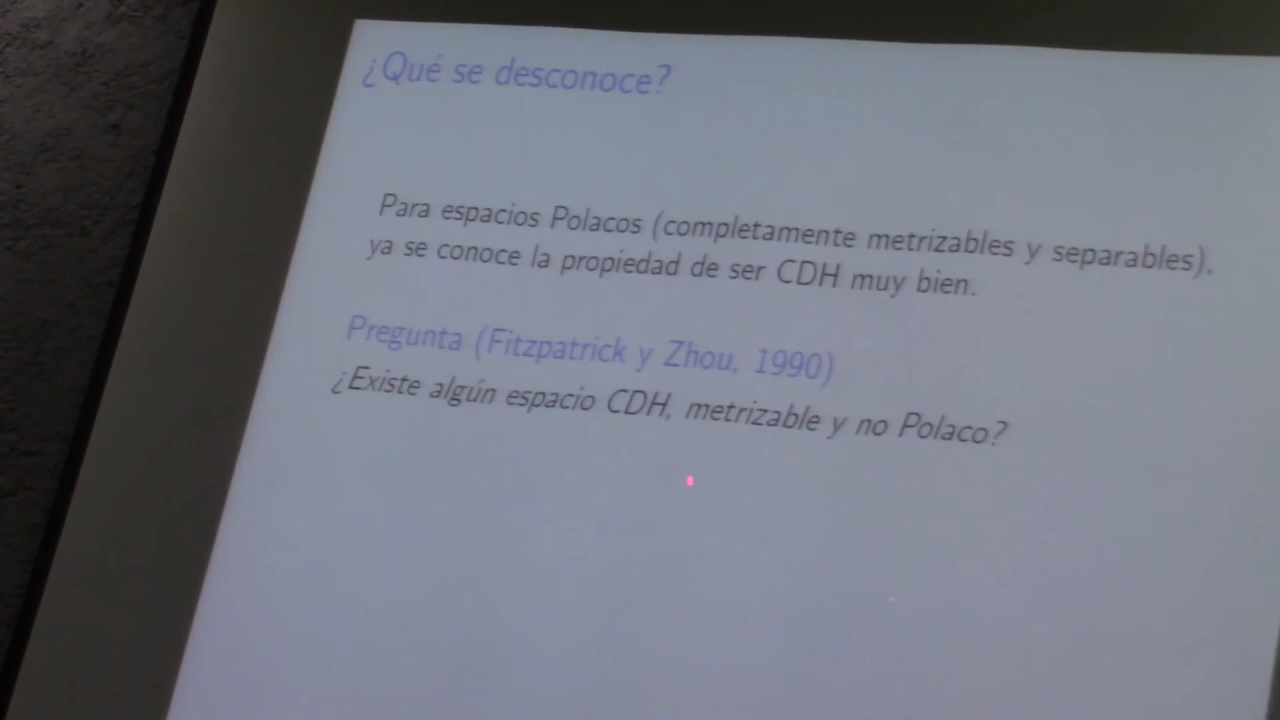 ¿Qué se desconoce?
Para espacios Polacos (completamente metrizables y separables),
ya se conoce la propiedad de ser CDH muy bien.
Pregunta (Fitzpatrick y Zhou, 1990)
¿Existe algún espacio CDH, metrizable y no Polaco?